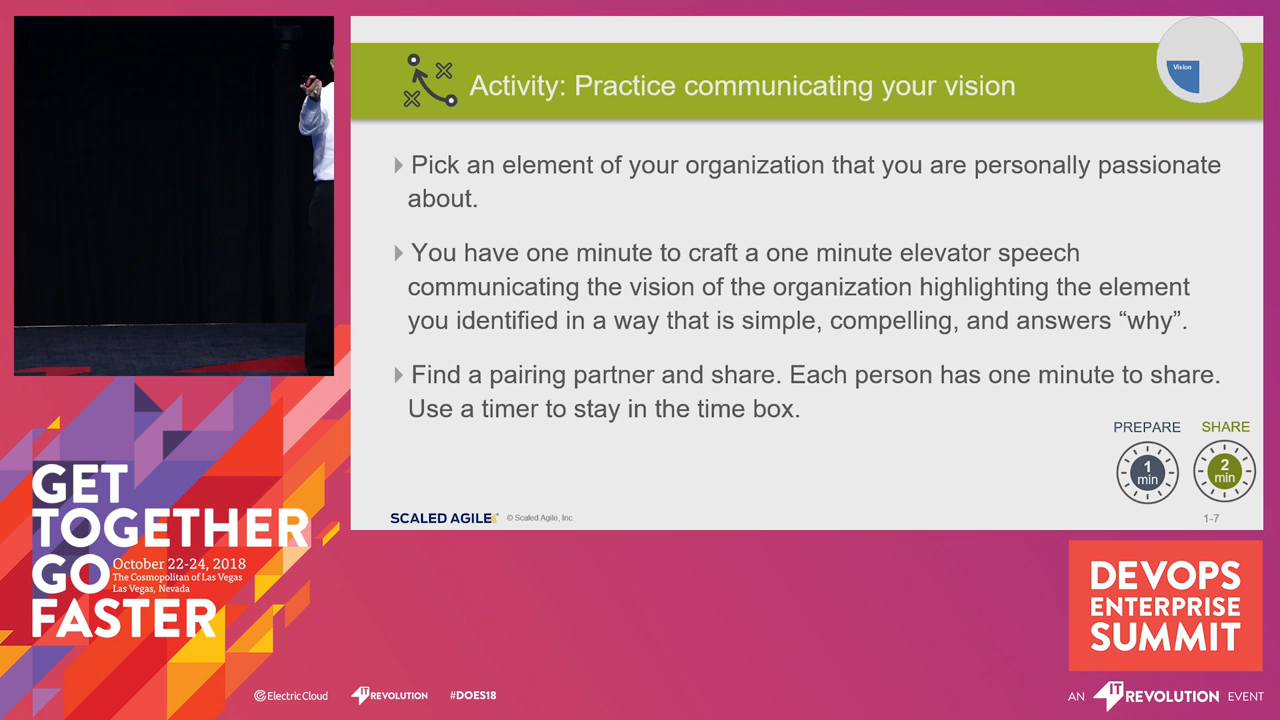 Activity: Practice communicating your vision
Vision
Pick an element of your organization that you are personally passionate
about.
You have one minute to craft a one minute elevator speech
communicating the vision of the organization highlighting the element
you identified in a way that is simple, compelling, and answers “why”.
Find a pairing partner and share. Each person has one minute to share.
Use a timer to stay in the time box.
PREPARE
SHARE
1
min
2
min
SCALED AGILE
© Scaled Agile, Inc.
1-7
GET
TOGETHER
GO
FASTER
October 22-24, 2018
The Cosmopolitan of Las Vegas
Las Vegas, Nevada
DEVOPS
ENTERPRISE
SUMMIT
ElectricCloud
IT REVOLUTION
#DOES18
AN IT REVOLUTION EVENT